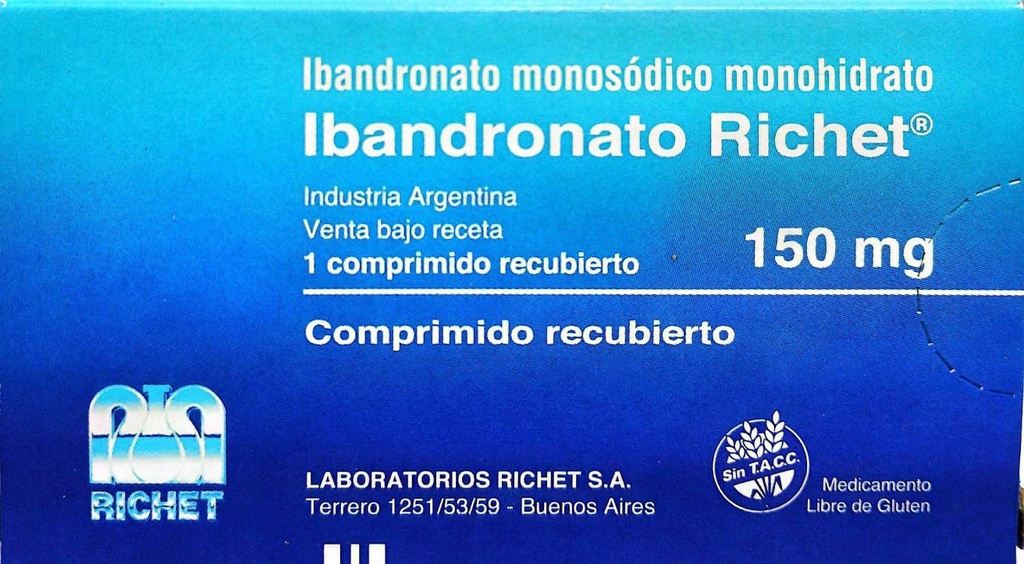 Ibandronato monosódico monohidrato
Ibandronato Richet®
Industria Argentina
Venta bajo receta
1 comprimido recubierto
150 mg
Comprimido recubierto
RICHET
LABORATORIOS RICHET S.A.
Terrero 1251/53/59 - Buenos Aires
Sin T.A.C.C.
Medicamento
Libre de Gluten